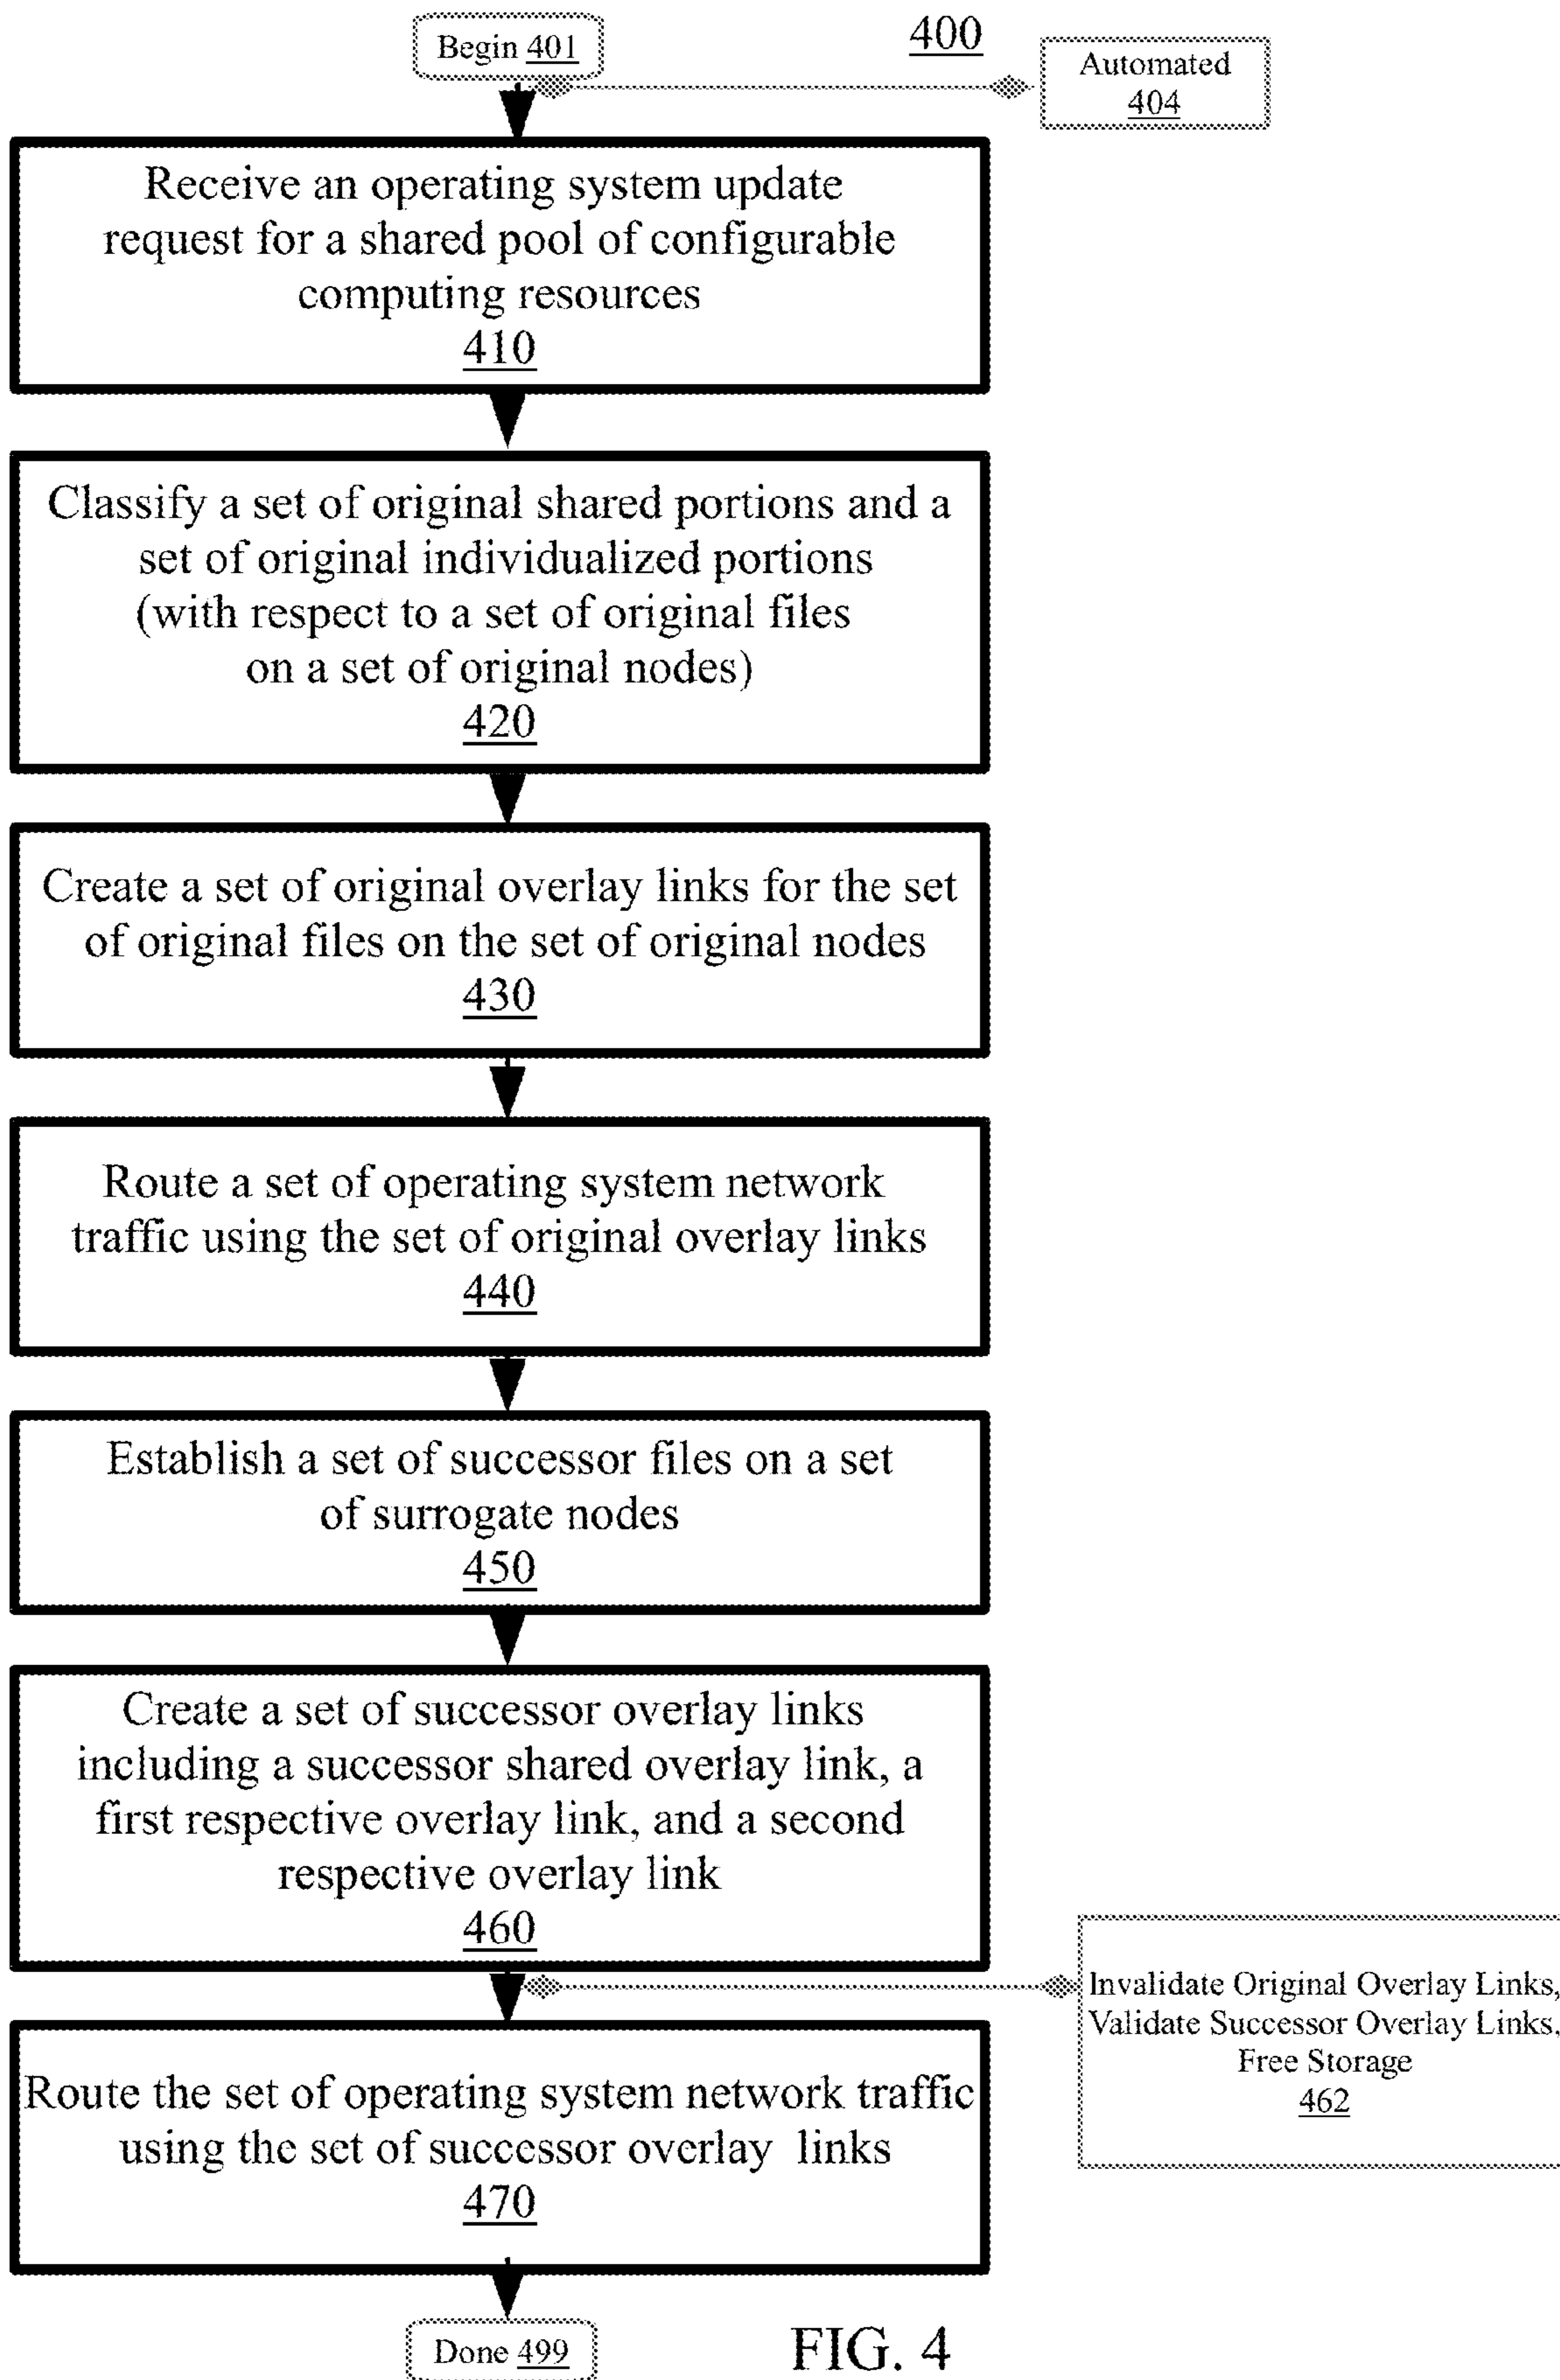 Begin 401
400
Automated
404
Receive an operating system update
request for a shared pool of configurable
computing resources
410
Classify a set of original shared portions and a
set of original individualized portions
(with respect to a set of original files
on a set of original nodes)
420
Create a set of original overlay links for the set
of original files on the set of original nodes
430
Route a set of operating system network
traffic using the set of original overlay links
440
Establish a set of successor files on a set
of surrogate nodes
450
Create a set of successor overlay links
including a successor shared overlay link, a
first respective overlay link, and a second
respective overlay link
460
Invalidate Original Overlay Links,
Validate Successor Overlay Links,
Free Storage
462
Route the set of operating system network traffic
using the set of successor overlay links
470
Done 499
FIG. 4